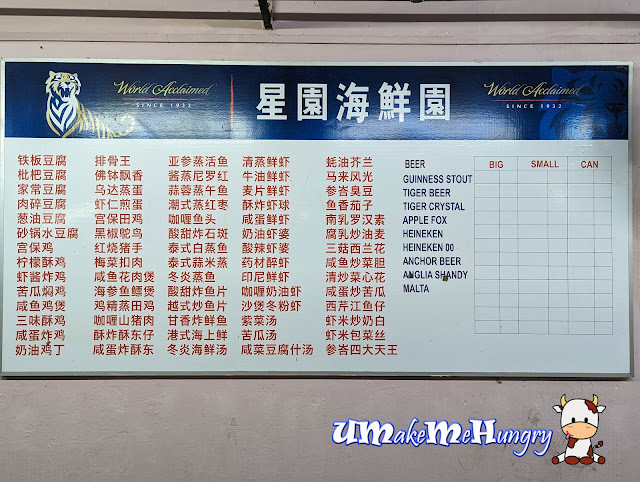 World Acclaimed
SINCE 1932
星園海鮮園
World Acclaimed
SINCE 1932
铁板豆腐
枇杷豆腐
家常豆腐
肉碎豆腐
葱油豆腐
砂锅水豆腐
宫保鸡
柠檬酥鸡
虾酱炸鸡
苦瓜焖鸡
咸鱼鸡煲
三味酥鸡
咸蛋炸鸡
奶油鸡丁
排骨王
佛钵飘香
乌达蒸蛋
虾仁煎蛋
宫保田鸡
黑椒鸵鸟
红烧猪手
梅菜扣肉
咸鱼花肉煲
海参鱼鳔煲
鸡精蒸田鸡
咖喱山猪肉
酥炸酥东仔
咸蛋炸酥东
亚参蒸活鱼
酱蒸尼罗红
蒜蓉蒸午鱼
潮式蒸红枣
咖喱鱼头
酸甜炸石斑
泰式白蒸鱼
泰式蒜米蒸
冬炎蒸鱼
酸甜炸鱼片
越式炒鱼片
甘香炸鲜鱼
港式海上鲜
冬炎海鲜汤
清蒸鲜虾
牛油鲜虾
麦片鲜虾
酥炸虾球
咸蛋鲜虾
奶油虾婆
酸辣虾婆
药材醉虾
印尼鲜虾
咖喱奶油虾
沙煲冬粉虾
紫菜汤
苦瓜汤
咸菜豆腐什汤
蚝油芥兰
马来风光
参峇臭豆
鱼香茄子
南乳罗汉素
腐乳炒油麦
三菇西兰花
咸鱼炒菜胆
清炒菜心花
咸蛋炒苦瓜
西芹江鱼仔
虾米炒奶白
虾米包菜丝
参峇四大天王
BEER
GUINNESS STOUT
TIGER BEER
TIGER CRYSTAL
APPLE FOX
HEINEKEN
HEINEKEN 00
ANCHOR BEER
ANGLIA SHANDY
MALTA
BIG SMALL CAN
UMakeMeHungry